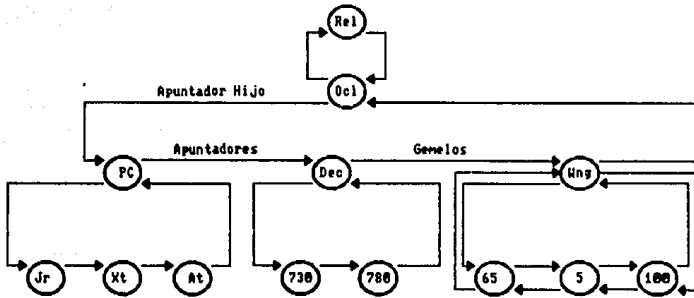 Rel
Ocl
Apuntador Hijo
Apuntadores
Gemelos
PC
Dec
Wng
Jr
Xt
At
730
780
65
5
100